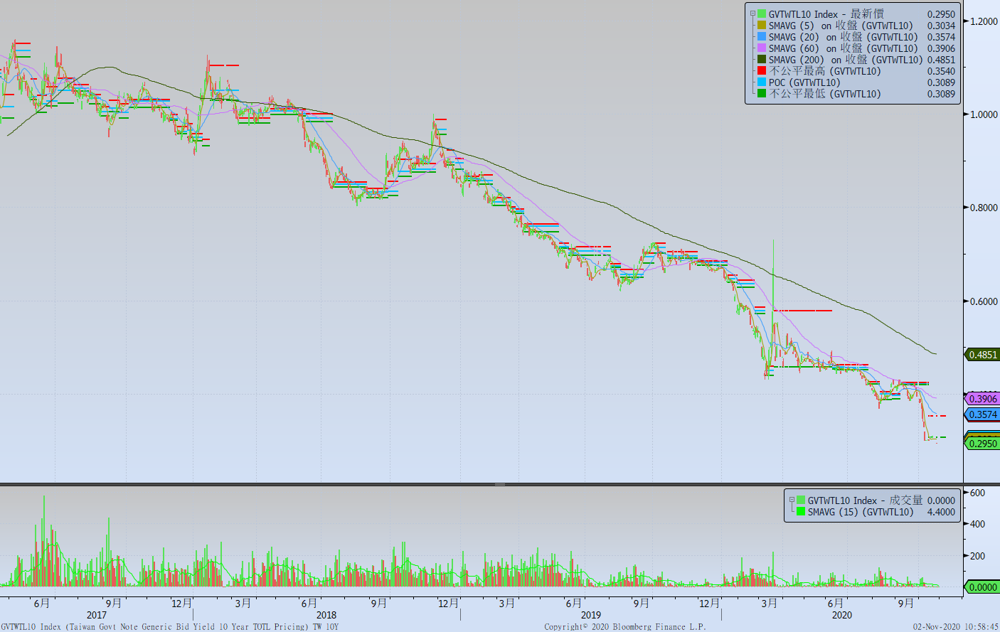 GVTWTL10 Index - 最新價 0.2950
SMAVG (5) on 收盤 (GVTWTL10) 0.3034
SMAVG (20) on 收盤 (GVTWTL10) 0.3574
SMAVG (60) on 收盤 (GVTWTL10) 0.3906
SMAVG (200) on 收盤 (GVTWTL10) 0.4851
不公平最高 (GVTWTL10) 0.3540
POC (GVTWTL10) 0.3089
不公平最低 (GVTWTL10) 0.3089
1.2000
1.0000
0.8000
0.6000
0.4851
0.3906
0.3574
0.2950
GVTWTL10 Index - 成交量 0.0000
SMAVG (15) (GVTWTL10) 4.4000
600
400
200
0.0000
6月 9月 12月 3月 6月 9月 12月 3月 6月 9月 12月 3月 6月 9月
2017 2018 2019 2020
GVTWTL10 Index (Taiwan Govt Note Generic Bid Yield 10 Year TOTL Pricing) TW 10Y Copyright© 2020 Bloomberg Finance L.P. 02-Nov-2020 10:58:45